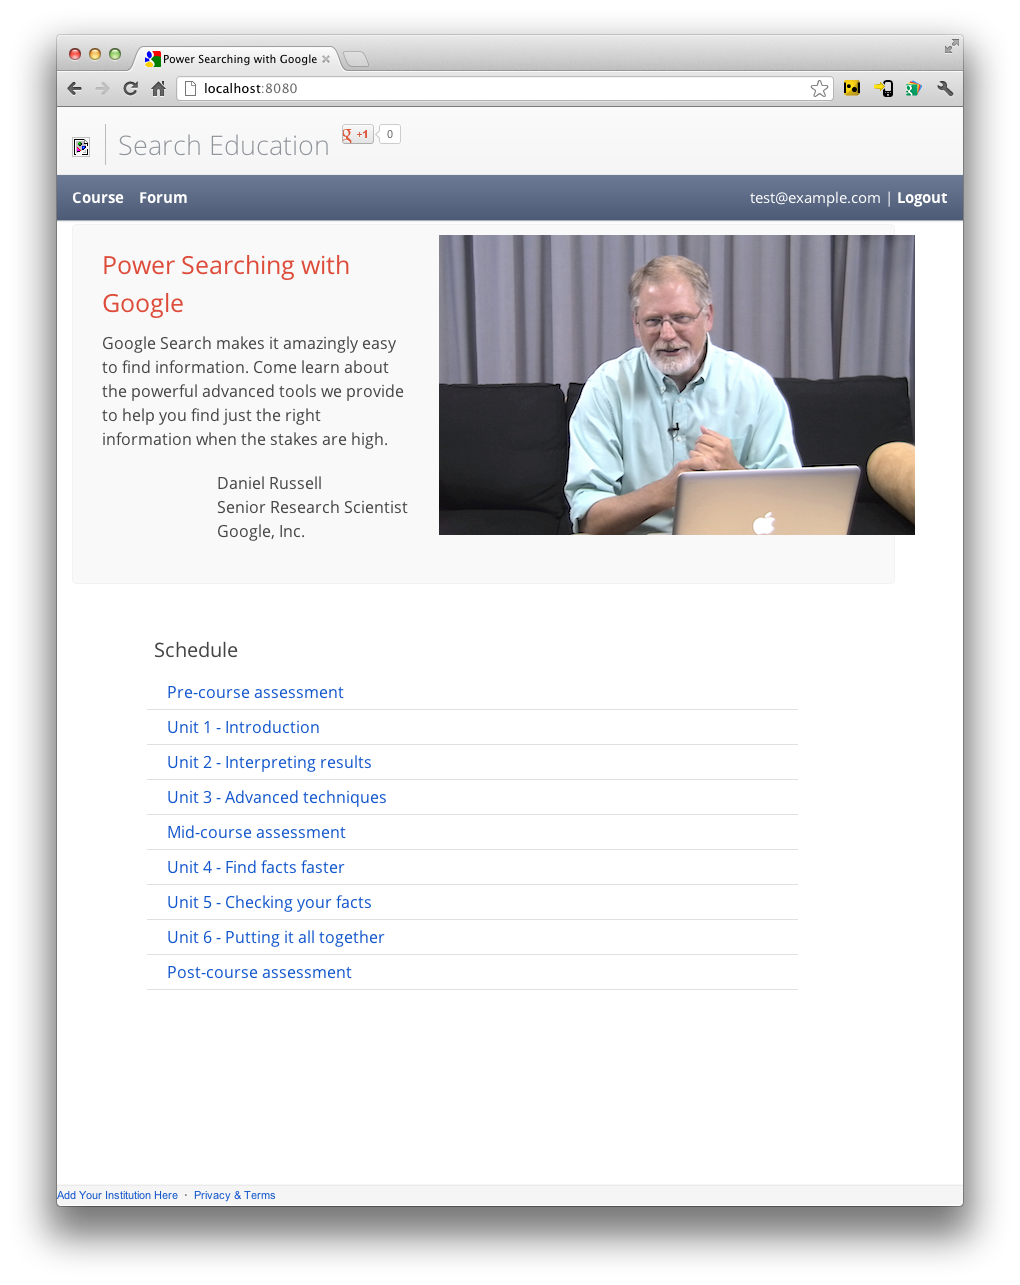 Power Searching with Google
localhost:8080
Search Education
g +1
0
Course Forum
test@example.com | Logout
Power Searching with
Google
Google Search makes it amazingly easy
to find information. Come learn about
the powerful advanced tools we provide
to help you find just the right
information when the stakes are high.
Daniel Russell
Senior Research Scientist
Google, Inc.
Schedule
Pre-course assessment
Unit 1 - Introduction
Unit 2 - Interpreting results
Unit 3 - Advanced techniques
Mid-course assessment
Unit 4 - Find facts faster
Unit 5 - Checking your facts
Unit 6 - Putting it all together
Post-course assessment
Add Your Institution Here · Privacy & Terms